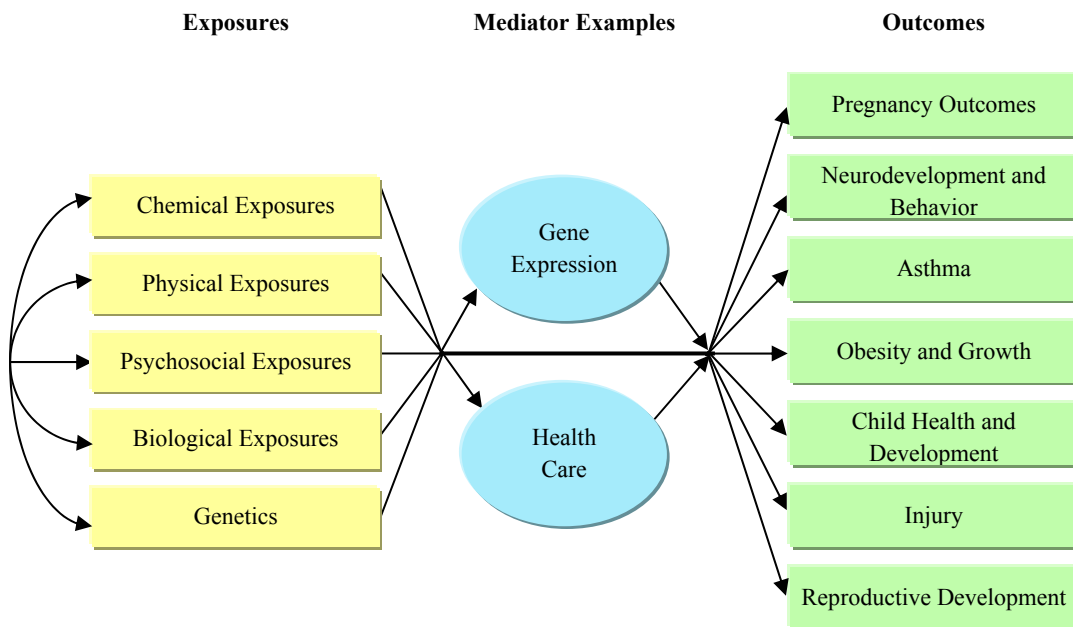 Exposures
Mediator Examples
Outcomes
Chemical Exposures
Physical Exposures
Psychosocial Exposures
Biological Exposures
Genetics
Gene
Expression
Health
Care
Pregnancy Outcomes
Neurodevelopment and
Behavior
Asthma
Obesity and Growth
Child Health and
Development
Injury
Reproductive Development